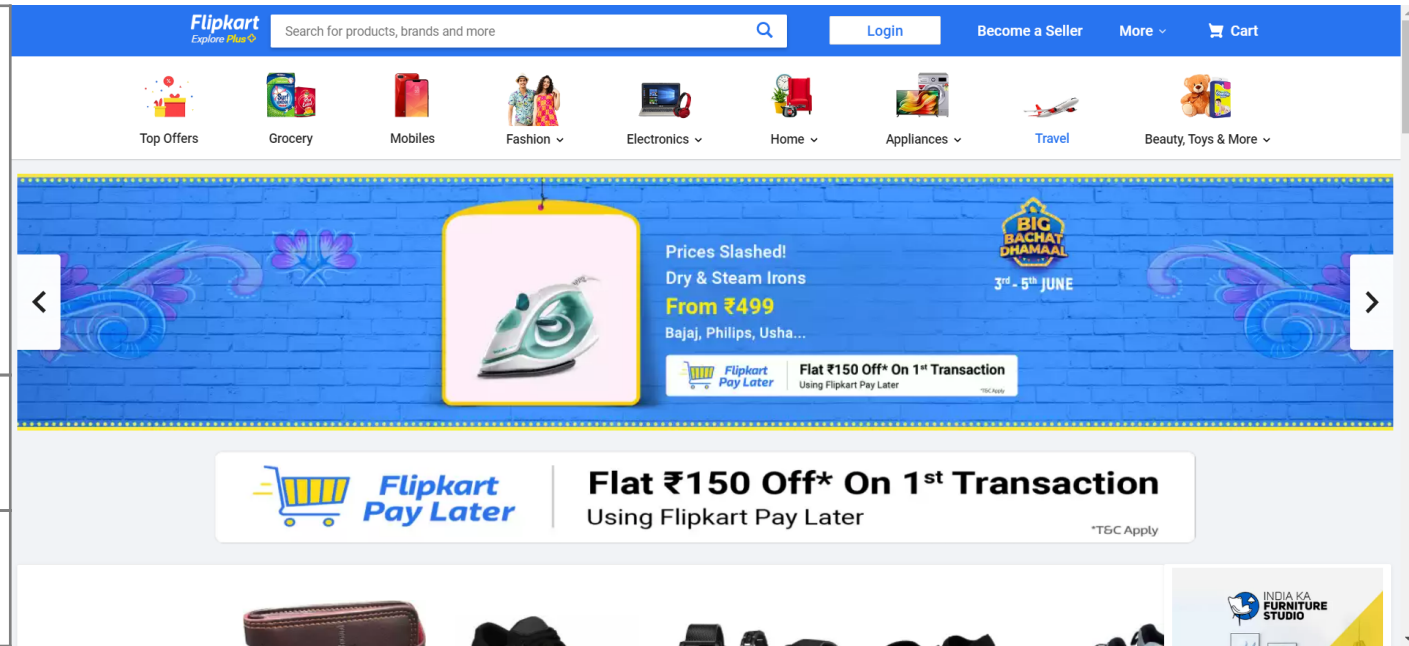 Flipkart
Explore Plus
Search for products, brands and more
Login
Become a Seller
More
Cart
Top Offers
Grocery
Mobiles
Fashion
Electronics
Home
Appliances
Travel
Beauty, Toys & More
BIG
BACHAT
DHAMAAL
3rd - 5th JUNE
Prices Slashed!
Dry & Steam Irons
From ₹499
Bajaj, Philips, Usha...
Flipkart
Pay Later
Flat ₹150 Off* On 1st Transaction
Using Flipkart Pay Later
*T&C Apply
Flipkart
Pay Later
Flat ₹150 Off* On 1st Transaction
Using Flipkart Pay Later
*T&C Apply
INDIA KA
FURNITURE
STUDIO